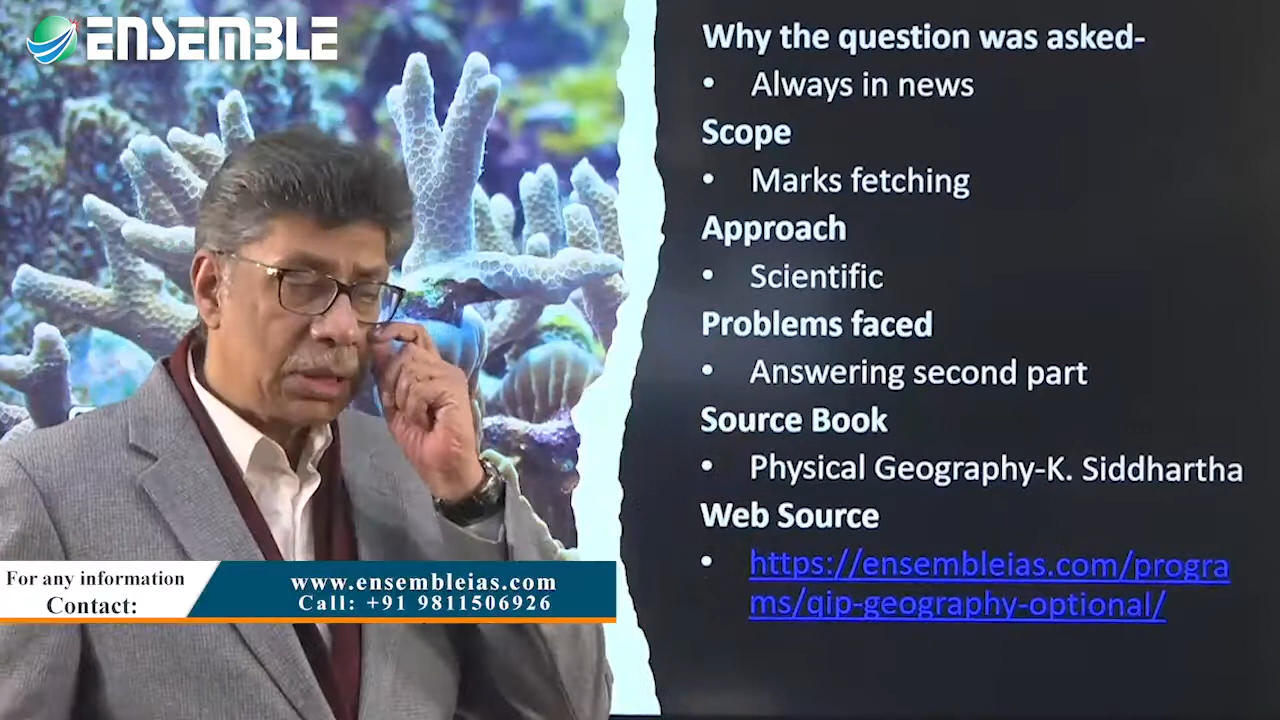 ENSEMBLE
Why the question was asked-
• Always in news
Scope
• Marks fetching
Approach
• Scientific
Problems faced
• Answering second part
Source Book
• Physical Geography-K. Siddhartha
Web Source
• https://ensembleias.com/progra
ms/qip-geography-optional/
For any information
Contact:
www.ensembleias.com
Call: +91 9811506926